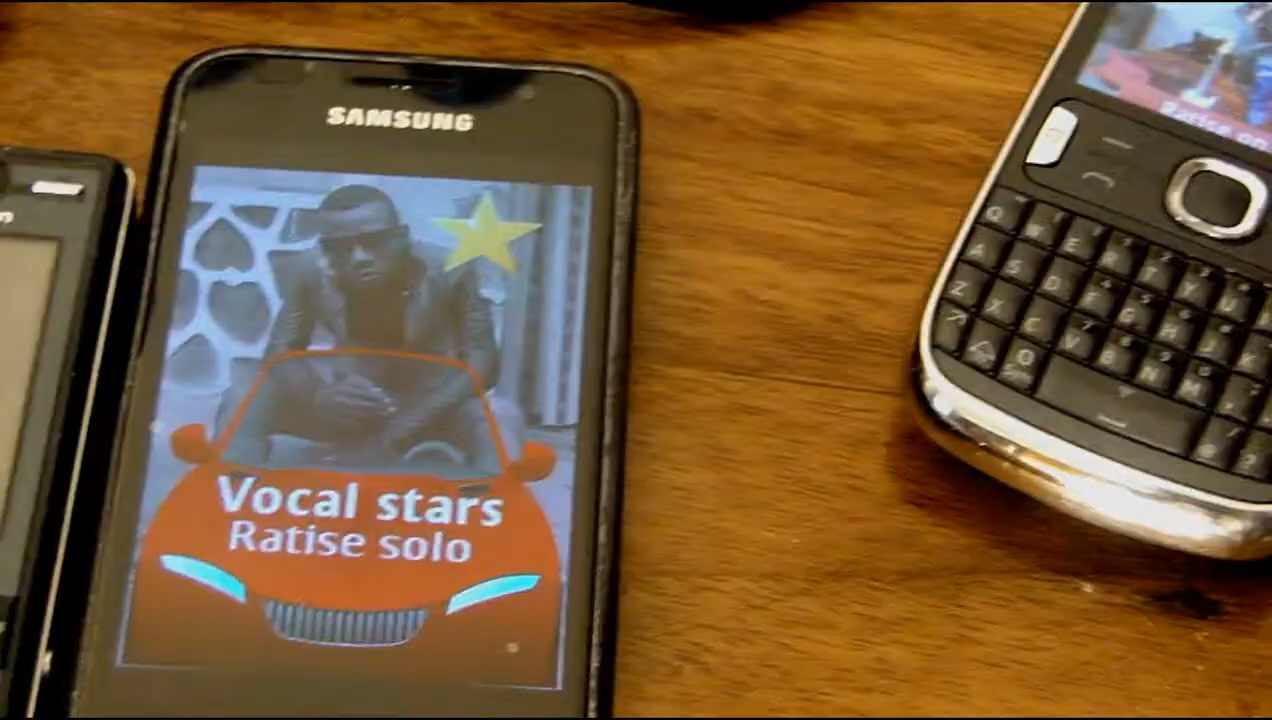 SAMSUNG
Vocal stars
Ratise solo
Q W E R T Y U
A S D F G H J K
Z X C V B N M